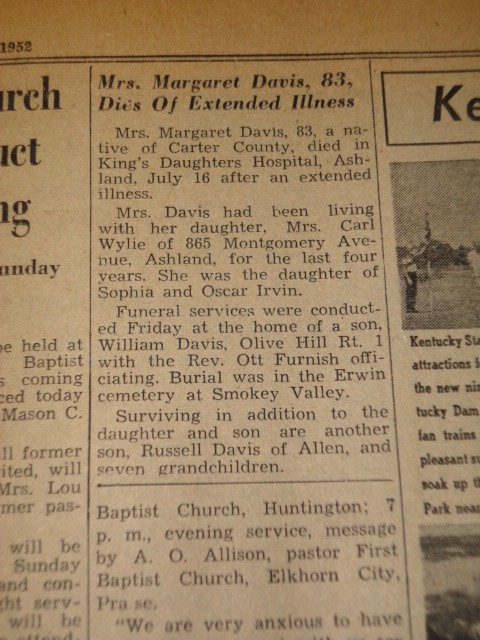 1952
urch
uct
ng
unday
be held at
Baptist
s coming
ced today
Mason C.
ll former
ited, will
Mrs. Lou
mer pas-
will be
Sunday
and con-
ght serv-
will be
Mrs. Margaret Davis, 83,
Dies Of Extended Illness
Mrs. Margaret Davis, 83, a na-
tive of Carter County, died in
King's Daughters Hospital, Ash-
land, July 16 after an extended
illness.
Mrs. Davis had been living
with her daughter, Mrs. Carl
Wylie of 865 Montgomery Ave-
nue, Ashland, for the last four
years. She was the daughter of
Sophia and Oscar Irvin.
Funeral services were conduct-
ed Friday at the home of a son,
William Davis, Olive Hill Rt. 1
with the Rev. Ott Furnish offi-
ciating. Burial was in the Erwin
cemetery at Smokey Valley.
Surviving in addition to the
daughter and son are another
son, Russell Davis of Allen, and
seven grandchildren.
Baptist Church, Huntington; 7
p. m., evening service, message
by A. O. Allison, pastor First
Baptist Church, Elkhorn City,
Pra se.
"We are very anxious to have
Ke
Kentucky Sta
attractions
the new nin
tucky Dam
fan trains
pleasant su
soak up th
Park near